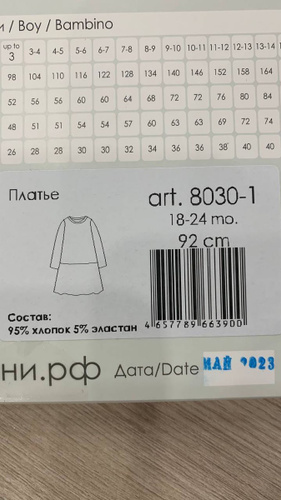 и / Boy / Bambino
up to 3 3-4 4-5 5-6 6-7 7-8 8-9 9-10 10-11 11-12 12-13 13-14
98 104 110 116 122 128 134 140 146 152 158 164
52 56 56 60 60 64 68 72 72 76 80 84
48 51 51 54 54 57 60 63 63 69 72 74
26 28 28 30 30 32 34 36 36 38 40 40
Платье
art. 8030-1
18-24 mo.
92 cm
Состав:
95% хлопок 5% эластан
4 657789 663900
ни.рф
Дата/Date МАЙ 2023